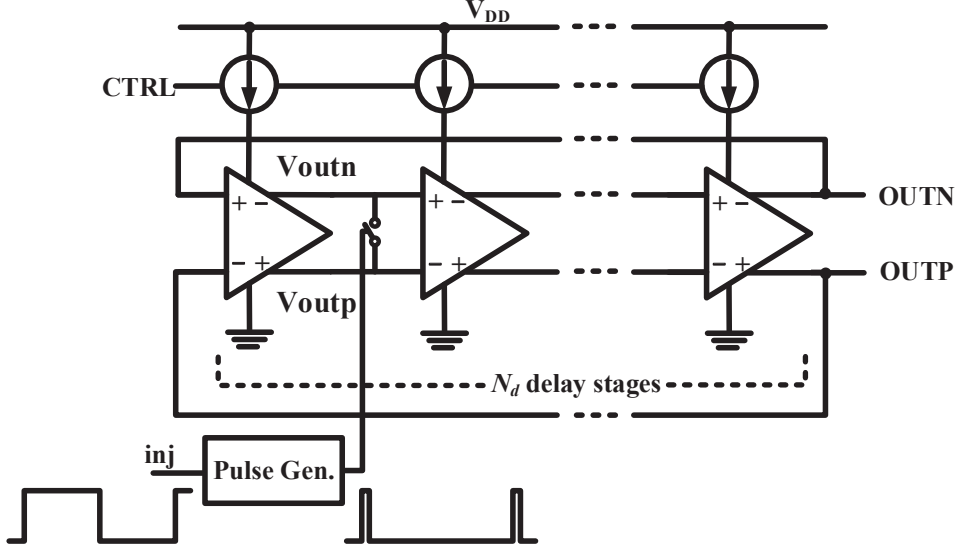 VDD
CTRL
Voutn
+ −
+ −
+ −
OUTN
− +
− +
− +
OUTP
Voutp
Nd delay stages
inj
Pulse Gen.